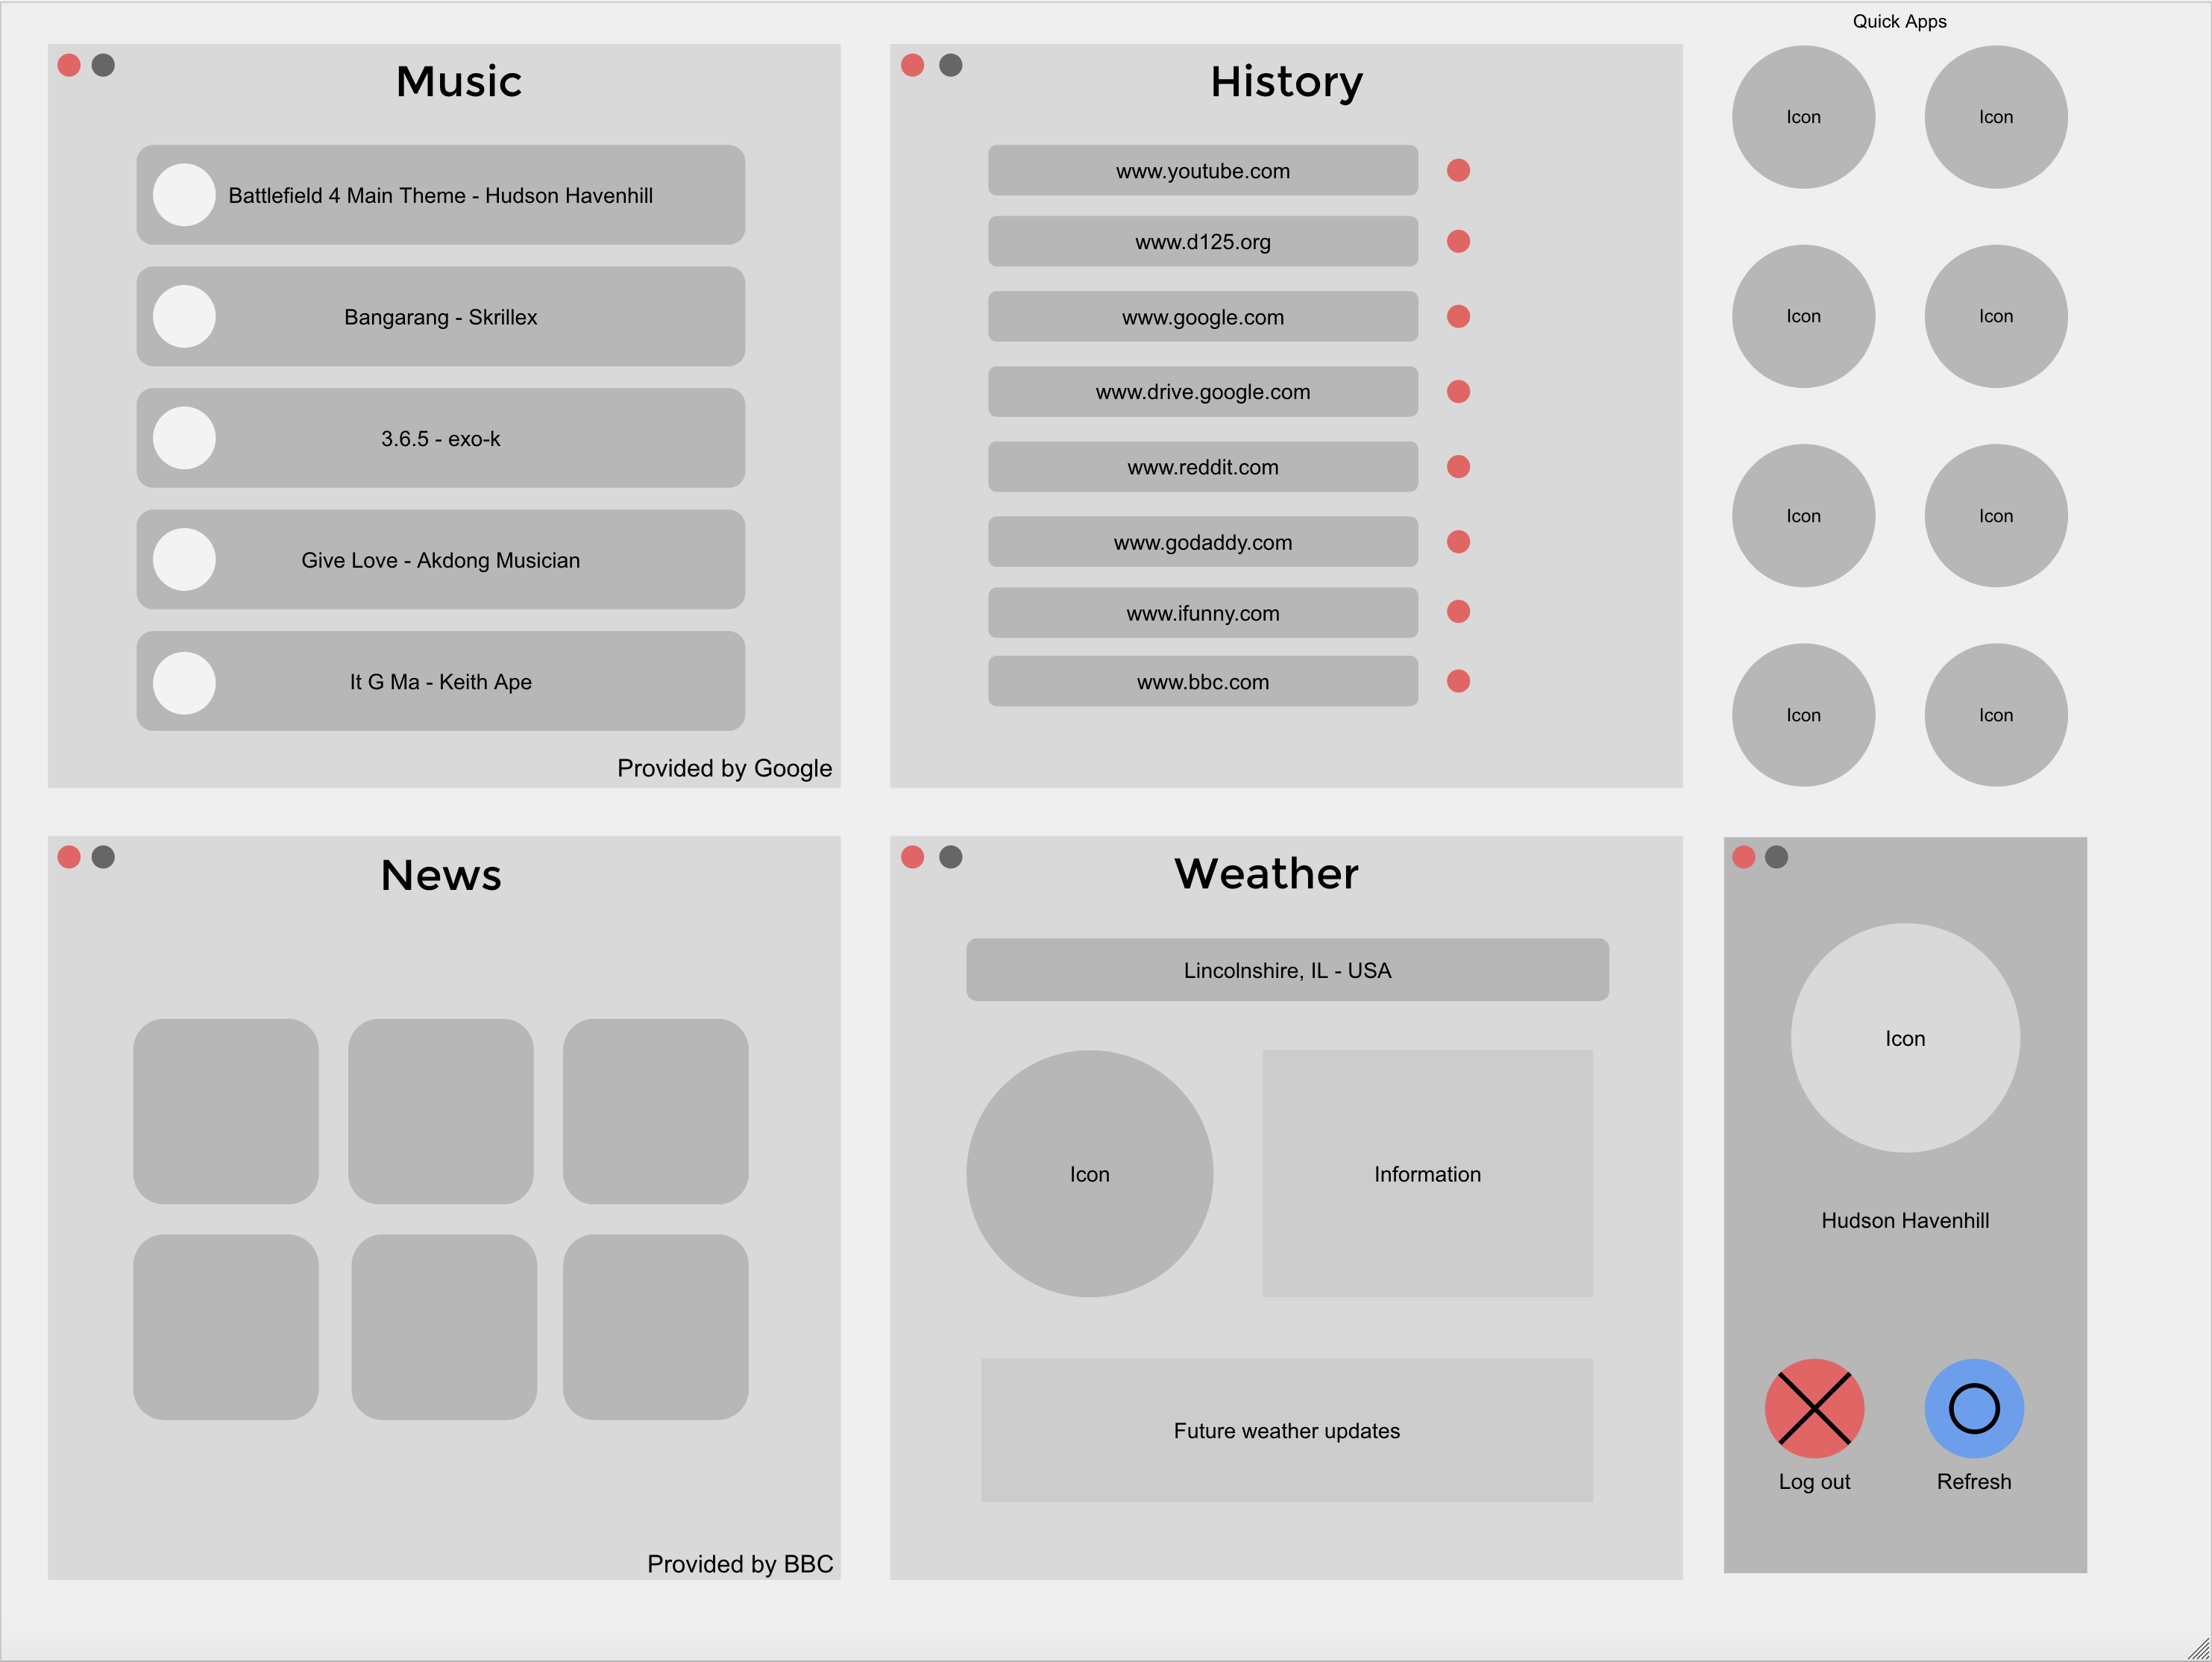 Quick Apps
Music
Battlefield 4 Main Theme - Hudson Havenhill
Bangarang - Skrillex
3.6.5 - exo-k
Give Love - Akdong Musician
It G Ma - Keith Ape
Provided by Google
History
www.youtube.com
www.d125.org
www.google.com
www.drive.google.com
www.reddit.com
www.godaddy.com
www.ifunny.com
www.bbc.com
Icon
Icon
Icon
Icon
Icon
Icon
Icon
Icon
News
Provided by BBC
Weather
Lincolnshire, IL - USA
Icon
Information
Future weather updates
Icon
Hudson Havenhill
Log out
Refresh